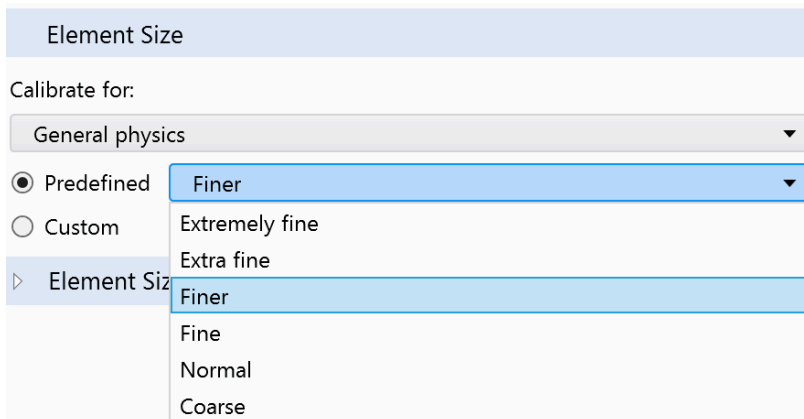 Element Size
Calibrate for:
General physics
Predefined Finer
Custom Extremely fine
Extra fine
Element Siz
Finer
Fine
Normal
Coarse